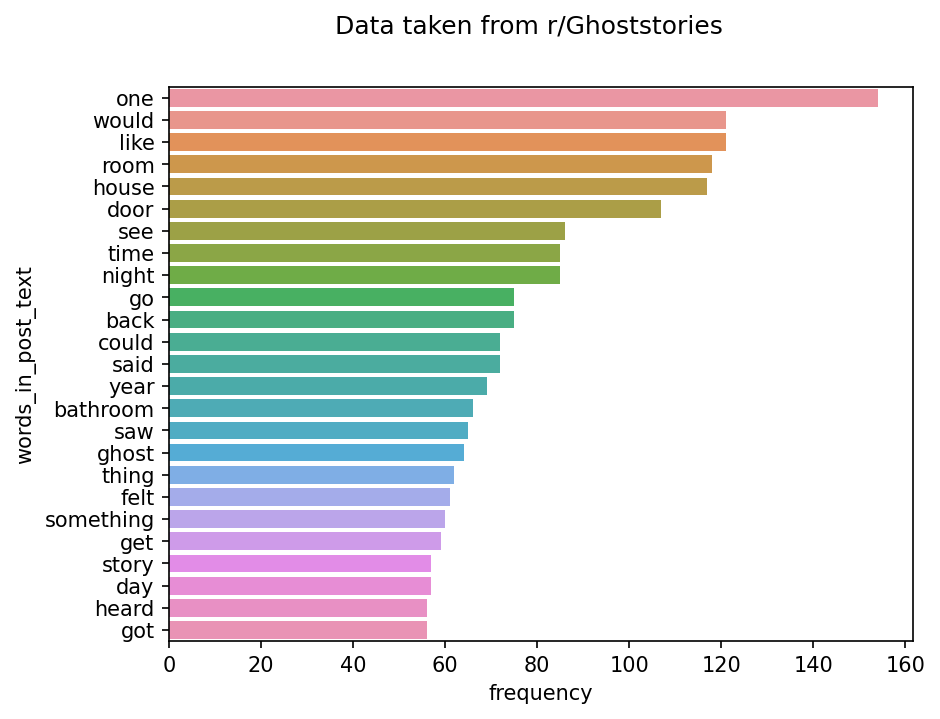 Data taken from r/Ghoststories
words_in_post_text
one
would
like
room
house
door
see
time
night
go
back
could
said
year
bathroom
saw
ghost
thing
felt
something
get
story
day
heard
got
0 20 40 60 80 100 120 140 160
frequency